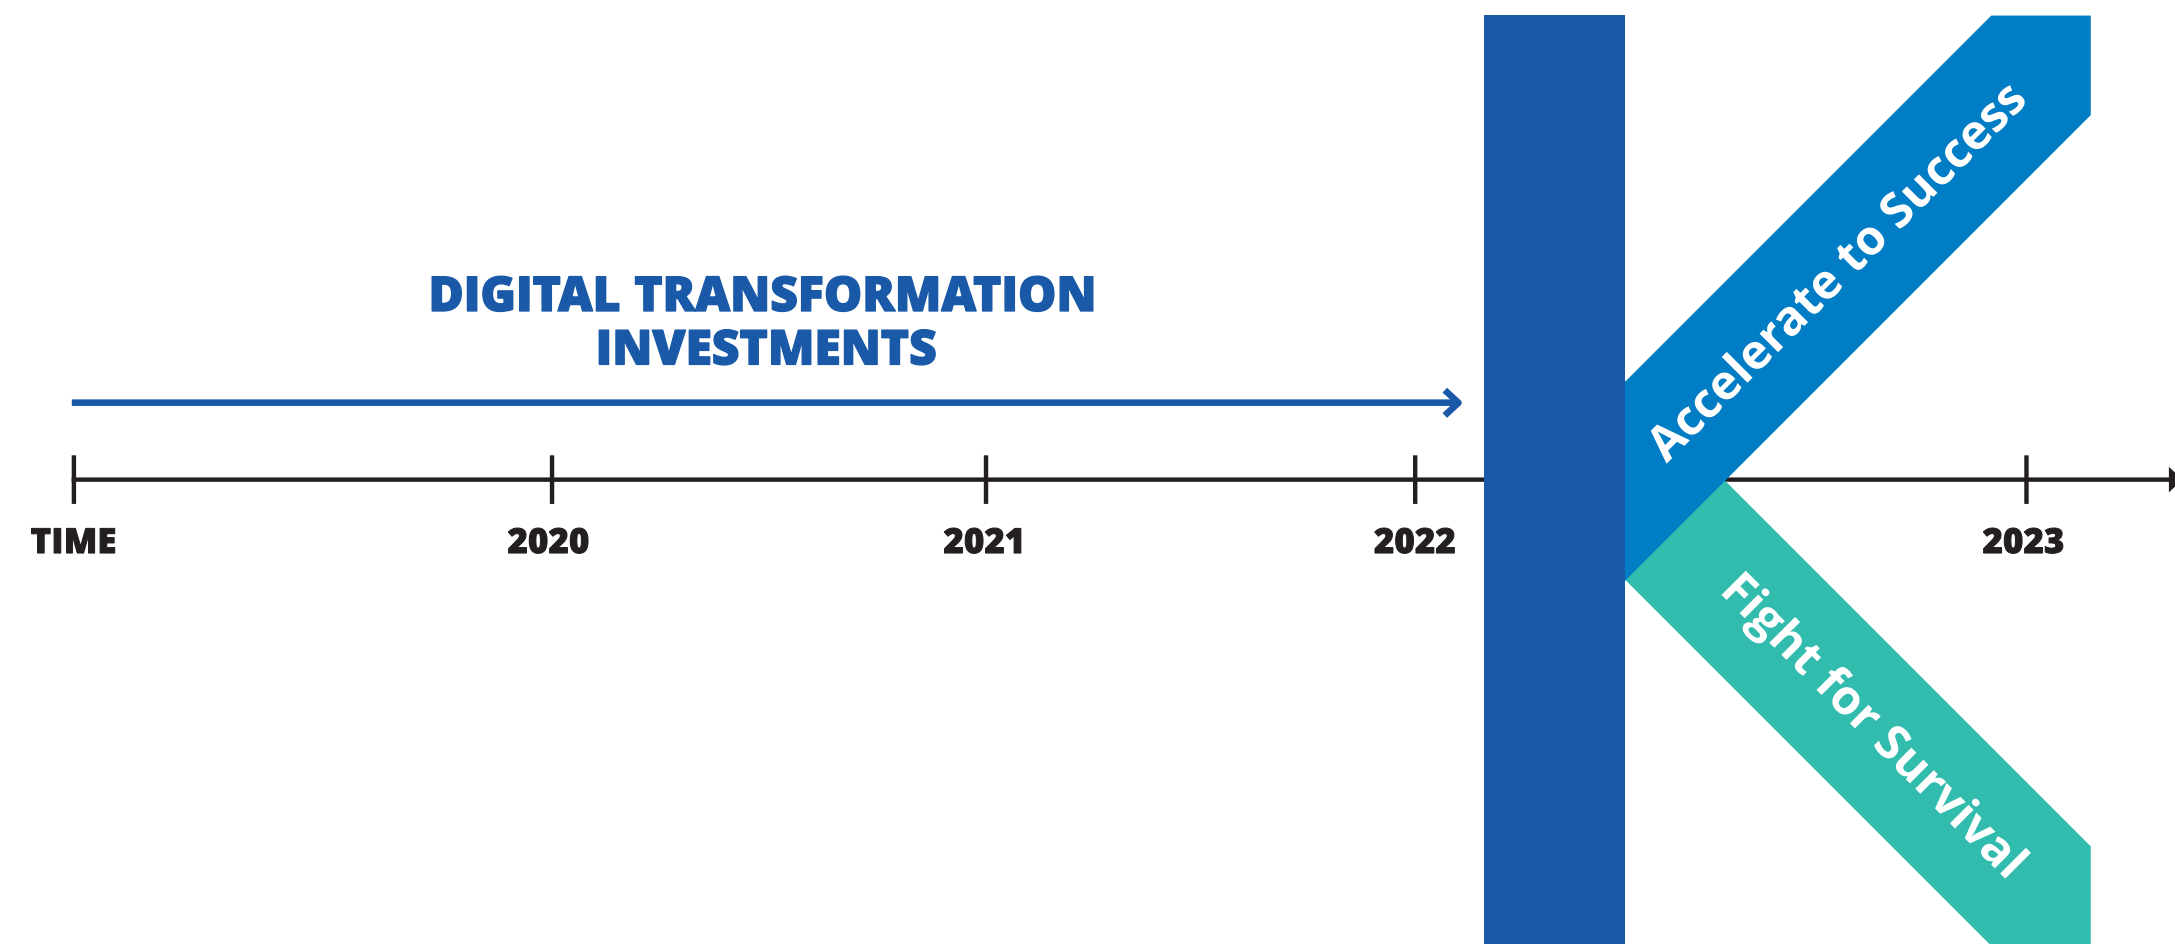 DIGITAL TRANSFORMATION
INVESTMENTS
Accelerate to Success
TIME
2020
2021
2022
2023
Fight for Survival